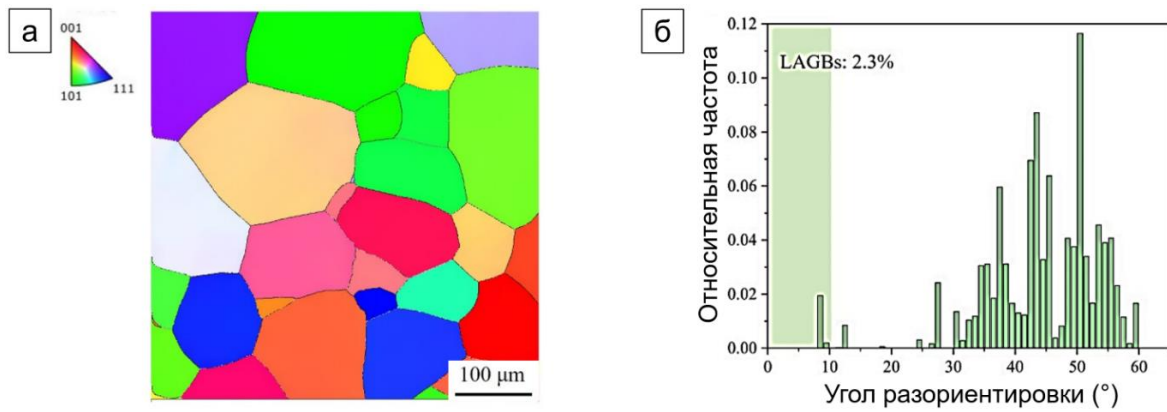 а
001
101
111
100 μm
б
LAGBs: 2.3%
Относительная частота
0.12
0.10
0.08
0.06
0.04
0.02
0.00
0 10 20 30 40 50 60
Угол разориентировки (°)